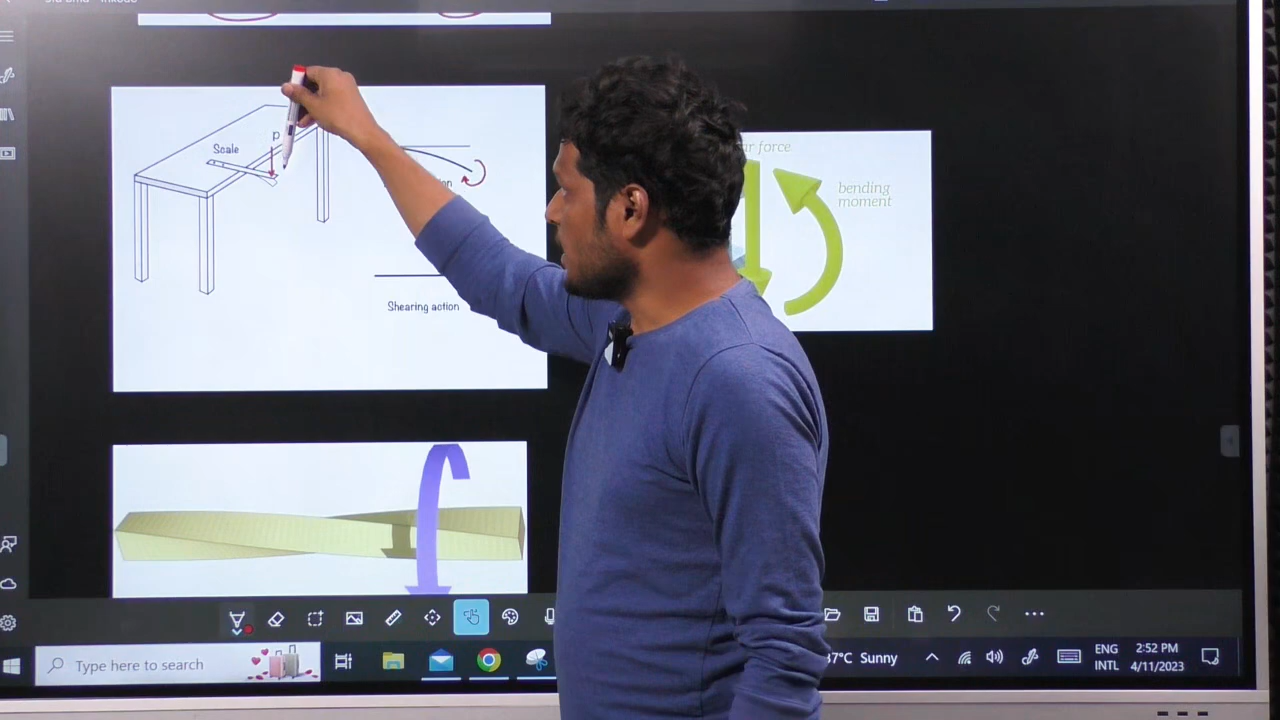 P
Scale
Shearing action
force
bending
moment
Type here to search
37°C Sunny
ENG
INTL
2:52 PM
4/11/2023